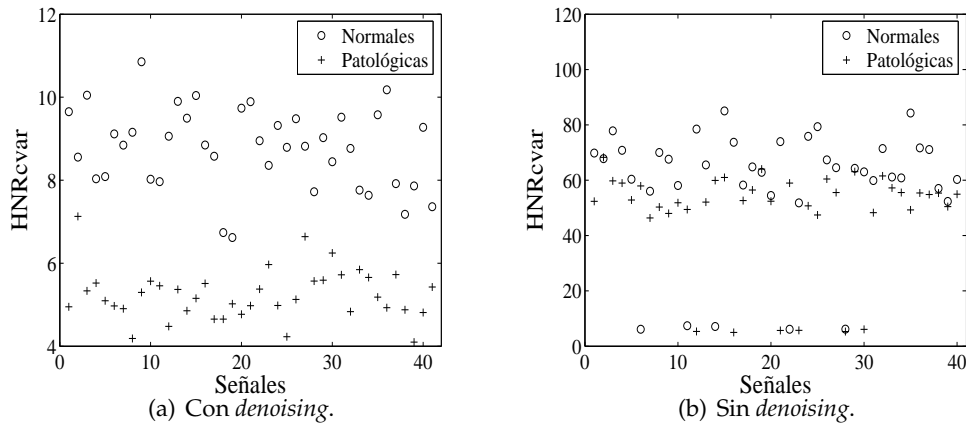 12
10
8
6
4
HNRcvar
0
10
20
30
40
Señales
Normales
Patológicas
(a) Con denoising.
120
100
80
60
40
20
0
HNRcvar
0
10
20
30
40
Señales
Normales
Patológicas
(b) Sin denoising.